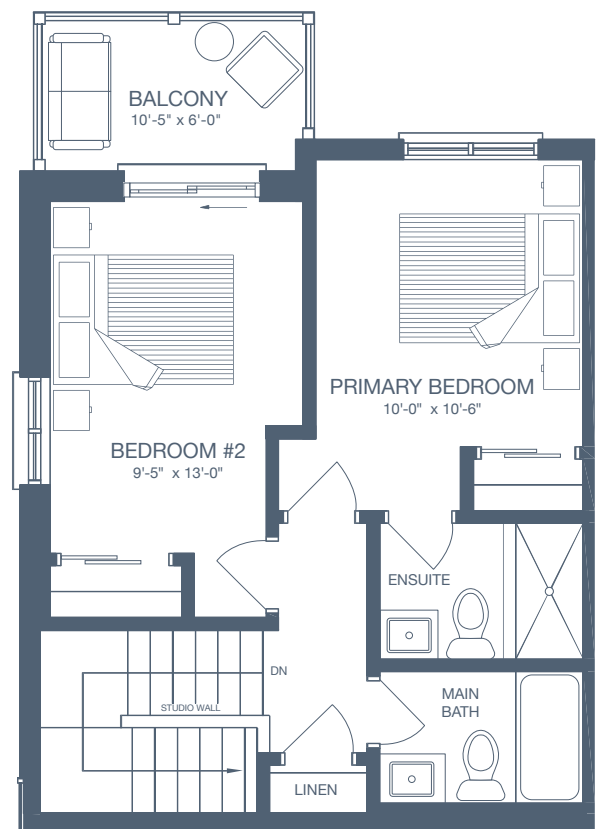 BALCONY
10'-5" x 6'-0"
PRIMARY BEDROOM
10'-0" x 10'-6"
BEDROOM #2
9'-5" x 13'-0"
ENSUITE
DN
STUDIO WALL
MAIN
BATH
LINEN